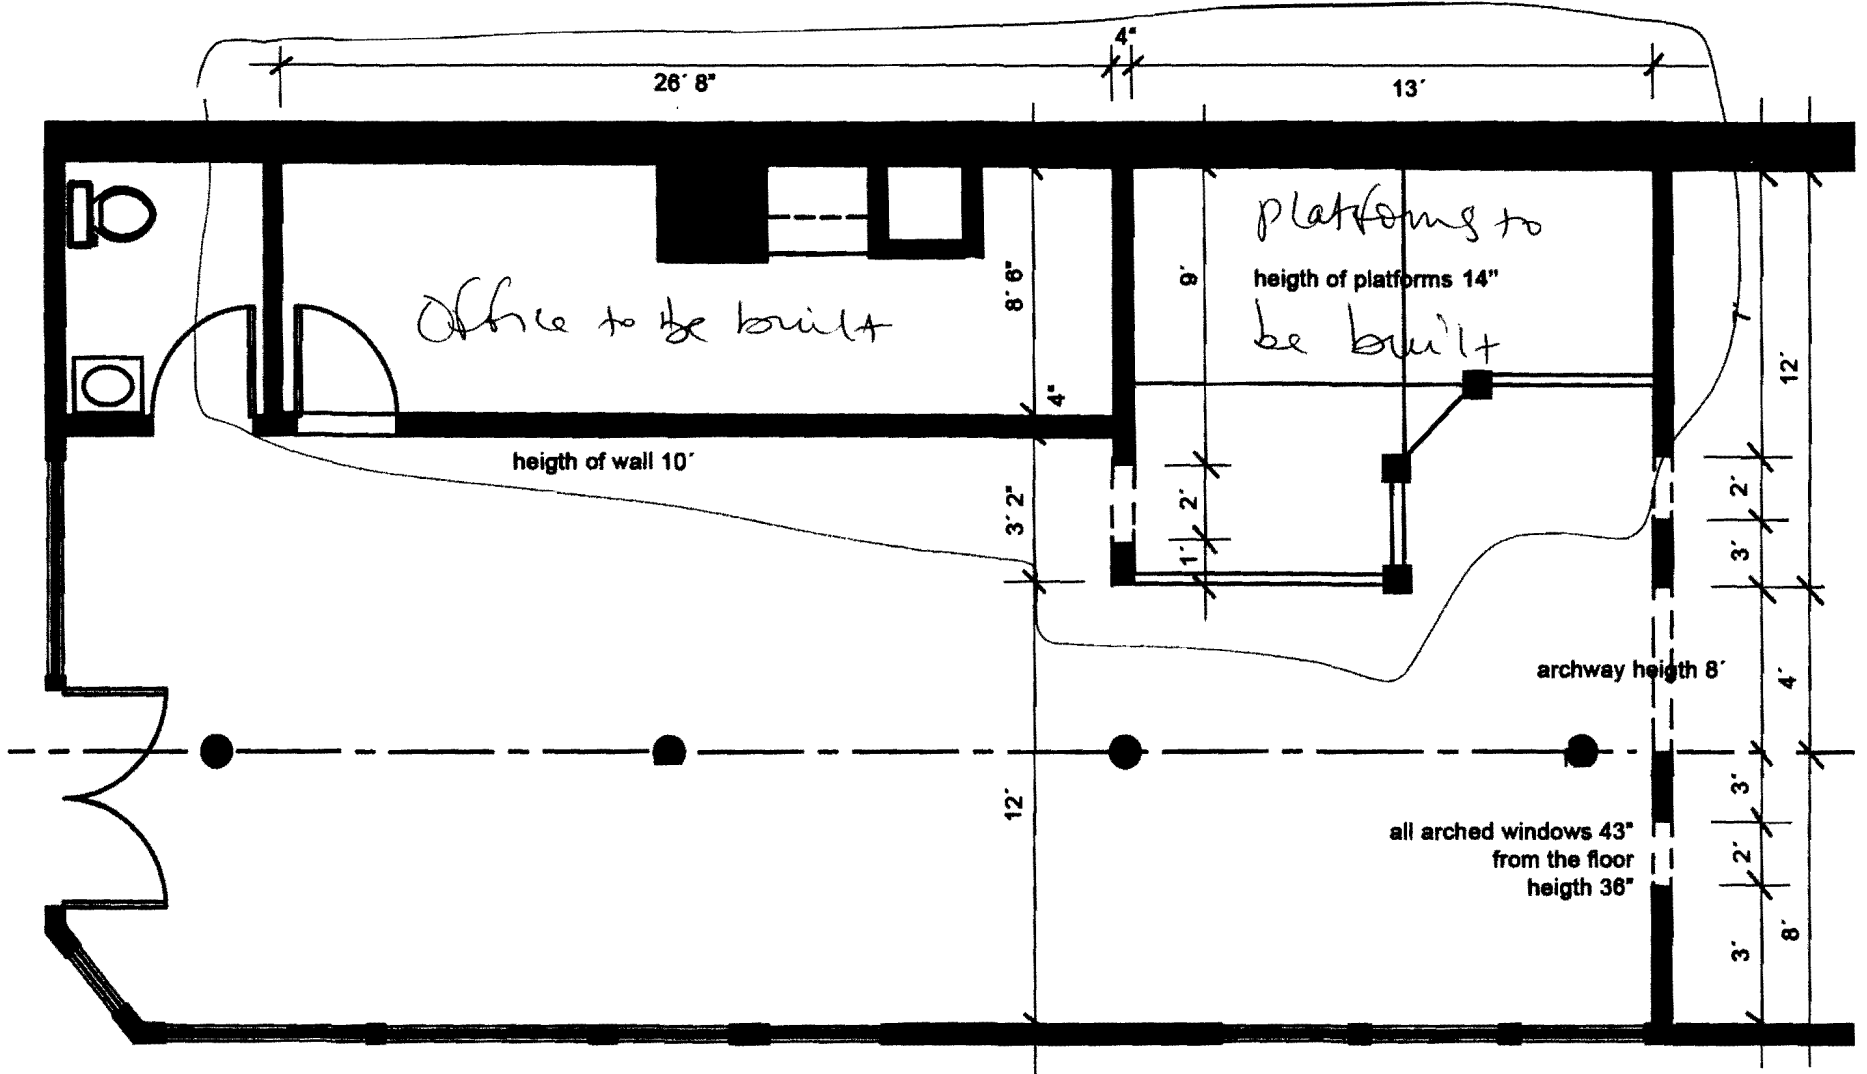 4"
26´ 8"
13´
platforms to
heigth of platforms 14"
be built
9´
8´ 6"
Office to be built
4"
12´
heigth of wall 10´
3´ 2"
2´
2´
1´
3´
archway heigth 8´
4´
12´
3´
all arched windows 43"
from the floor
heigth 36"
2´
3´
8´